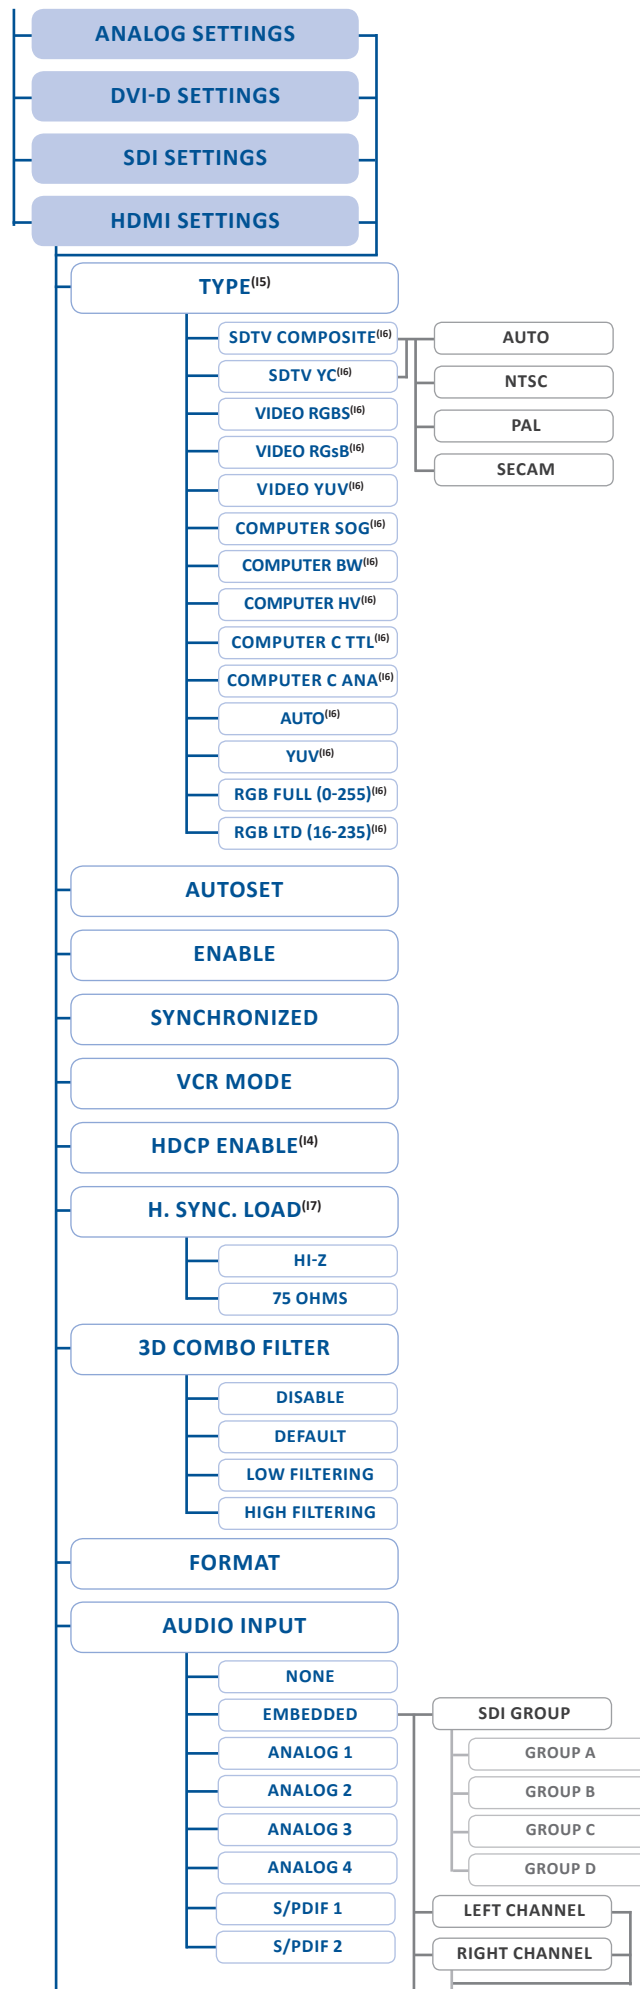 ANALOG SETTINGS
DVI-D SETTINGS
SDI SETTINGS
HDMI SETTINGS
TYPE(I5)
SDTV COMPOSITE(I6)
AUTO
SDTV YC(I6)
NTSC
VIDEO RGBS(I6)
PAL
VIDEO RGsB(I6)
SECAM
VIDEO YUV(I6)
COMPUTER SOG(I6)
COMPUTER BW(I6)
COMPUTER HV(I6)
COMPUTER C TTL(I6)
COMPUTER C ANA(I6)
AUTO(I6)
YUV(I6)
RGB FULL (0-255)(I6)
RGB LTD (16-235)(I6)
AUTOSET
ENABLE
SYNCHRONIZED
VCR MODE
HDCP ENABLE(I4)
H. SYNC. LOAD(I7)
HI-Z
75 OHMS
3D COMBO FILTER
DISABLE
DEFAULT
LOW FILTERING
HIGH FILTERING
FORMAT
AUDIO INPUT
NONE
EMBEDDED
SDI GROUP
ANALOG 1
GROUP A
ANALOG 2
GROUP B
ANALOG 3
GROUP C
ANALOG 4
GROUP D
S/PDIF 1
LEFT CHANNEL
S/PDIF 2
RIGHT CHANNEL